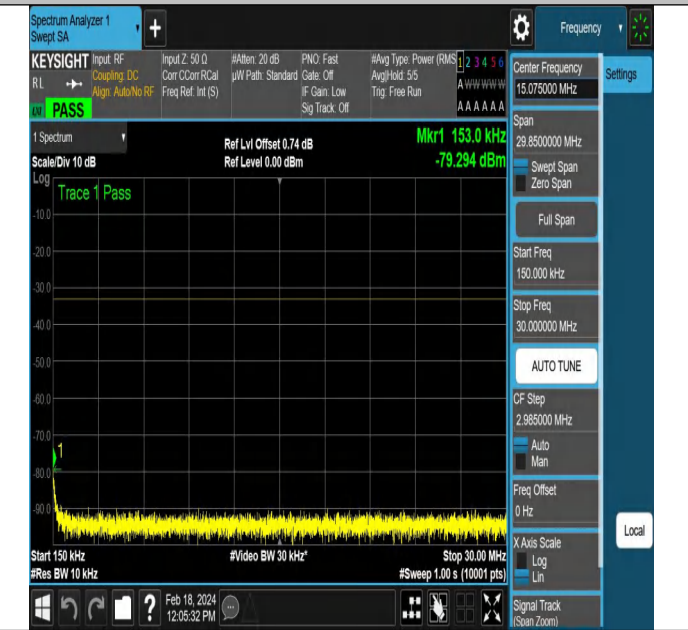 Spectrum Analyzer 1
Swept SA
+
Frequency
KEYSIGHT
RL
LXI
PASS
Input: RF
Coupling: DC
Align: Auto/No RF
Input Z: 50 Ω
Corr CCorr RCal
Freq Ref: Int (S)
#Atten: 20 dB
µW Path: Standard
PNO: Fast
Gate: Off
IF Gain: Low
Sig Track: Off
#Avg Type: Power (RMS
Avg|Hold: 5/5
Trig: Free Run
1 2 3 4 5 6
A W W W W W
A A A A A A
1 Spectrum
Scale/Div 10 dB
Log
Ref Lvl Offset 0.74 dB
Ref Level 0.00 dBm
Mkr1 153.0 kHz
-79.294 dBm
Trace 1 Pass
-10.0
-20.0
-30.0
-40.0
-50.0
-60.0
-70.0
1
-80.0
-90.0
Start 150 kHz
#Video BW 30 kHz*
Stop 30.00 MHz
#Res BW 10 kHz
#Sweep 1.00 s (10001 pts)
Feb 18, 2024
12:05:32 PM
Center Frequency
15.075000 MHz
Settings
Span
29.8500000 MHz
Swept Span
Zero Span
Full Span
Start Freq
150.000 kHz
Stop Freq
30.000000 MHz
AUTO TUNE
CF Step
2.985000 MHz
Auto
Man
Freq Offset
0 Hz
Local
X Axis Scale
Log
Lin
Signal Track
(Span Zoom)